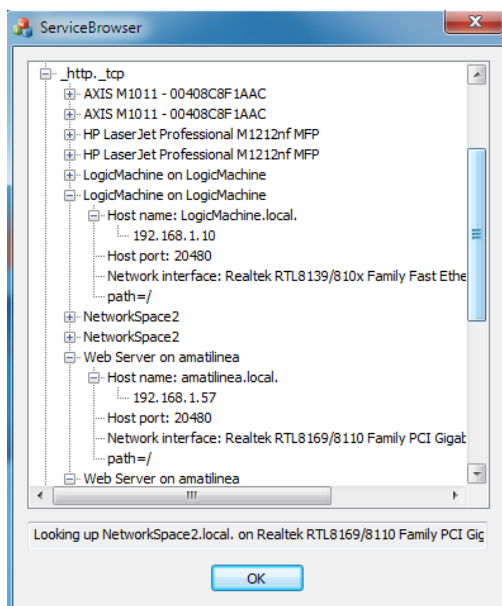 ServiceBrowser
_http._tcp
AXIS M1011 - 00408C8F1AAC
AXIS M1011 - 00408C8F1AAC
HP LaserJet Professional M1212nf MFP
HP LaserJet Professional M1212nf MFP
LogicMachine on LogicMachine
LogicMachine on LogicMachine
Host name: LogicMachine.local.
192.168.1.10
Host port: 20480
Network interface: Realtek RTL8139/810x Family Fast Ethe
path=/
NetworkSpace2
NetworkSpace2
Web Server on amatilinea
Host name: amatilinea.local.
192.168.1.57
Host port: 20480
Network interface: Realtek RTL8169/8110 Family PCI Gigab
path=/
Web Server on amatilinea
Looking up NetworkSpace2.local. on Realtek RTL8169/8110 Family PCI Gig
OK